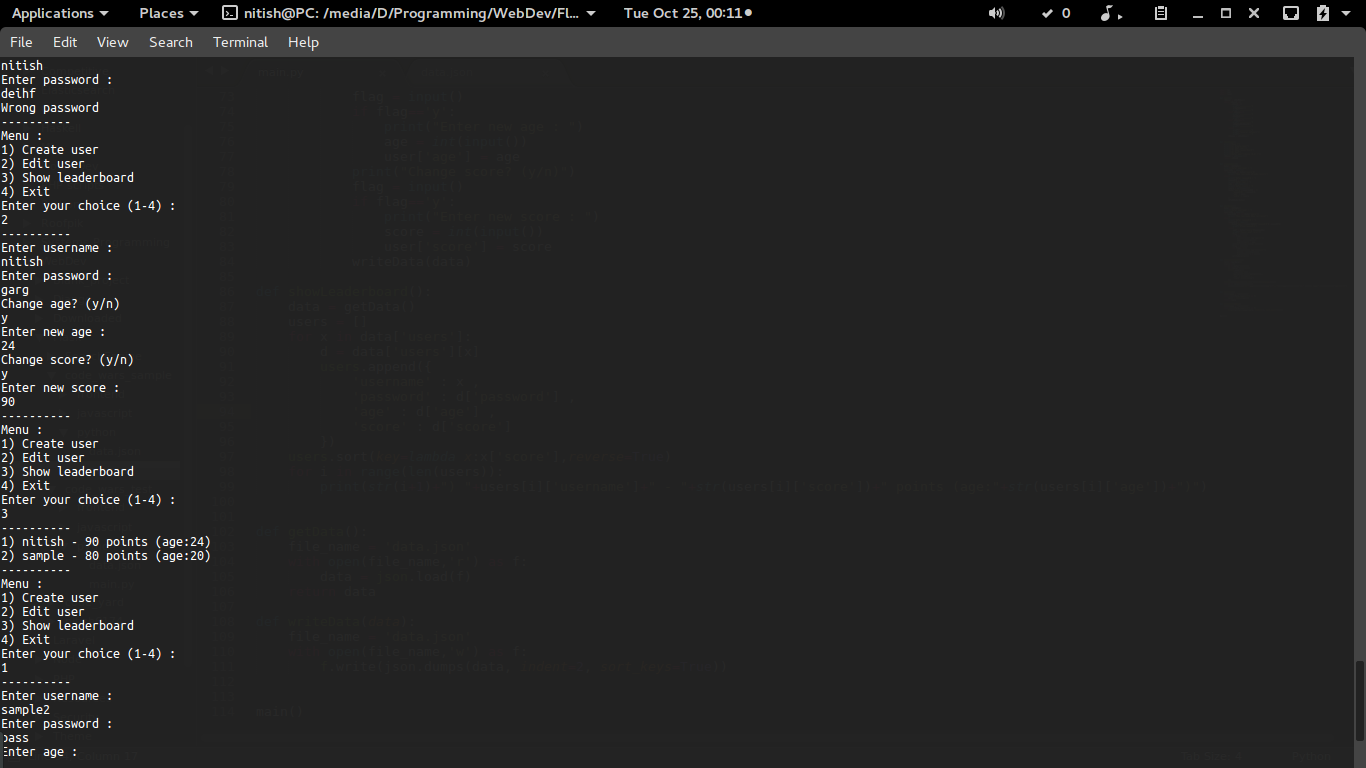 Applications Places nitish@PC: /media/D/Programming/WebDev/Fl... Tue Oct 25, 00:11 0
File Edit View Search Terminal Help
nitish
Enter password :
deihf
Wrong password
----------
Menu :
1) Create user
2) Edit user
3) Show leaderboard
4) Exit
Enter your choice (1-4) :
2
----------
Enter username :
nitish
Enter password :
garg
Change age? (y/n)
y
Enter new age :
24
Change score? (y/n)
y
Enter new score :
90
----------
Menu :
1) Create user
2) Edit user
3) Show leaderboard
4) Exit
Enter your choice (1-4) :
3
----------
1) nitish - 90 points (age:24)
2) sample - 80 points (age:20)
----------
Menu :
1) Create user
2) Edit user
3) Show leaderboard
4) Exit
Enter your choice (1-4) :
1
----------
Enter username :
sample2
Enter password :
pass
Enter age :